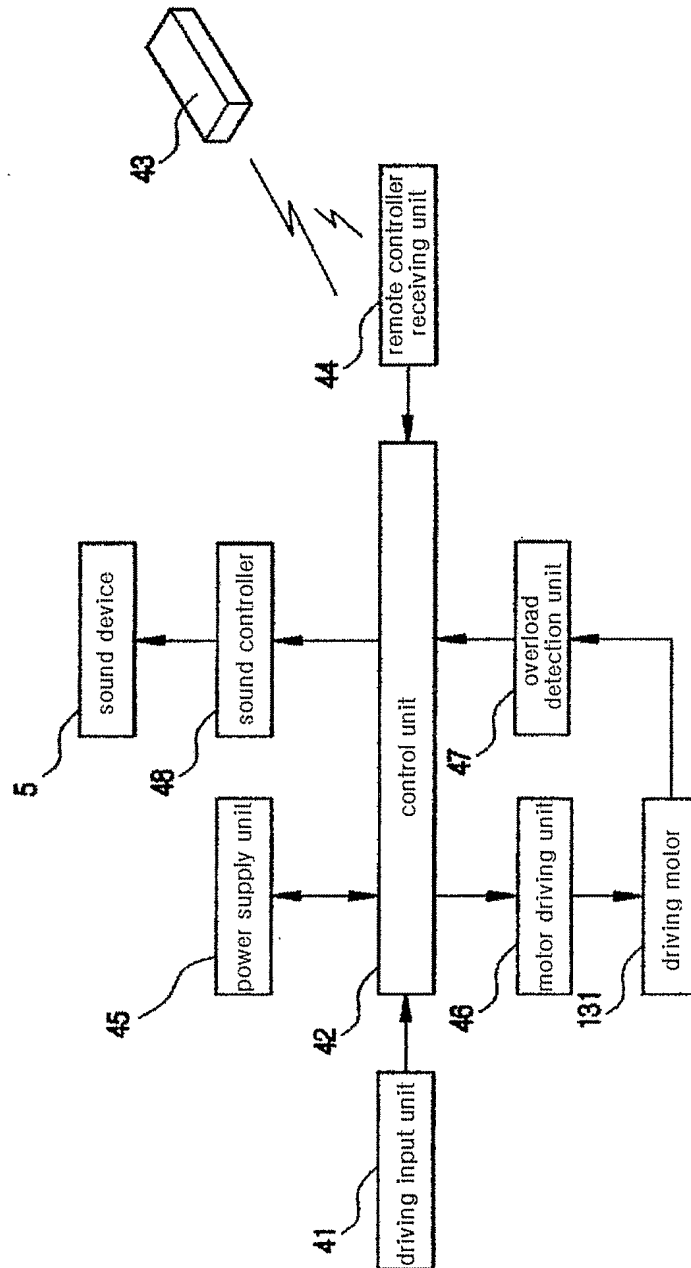 43
remote controller
receiving unit
44
sound device
5
sound controller
48
power supply unit
45
control unit
42
overload
detection unit
47
motor driving unit
46
driving motor
131
driving input unit
41